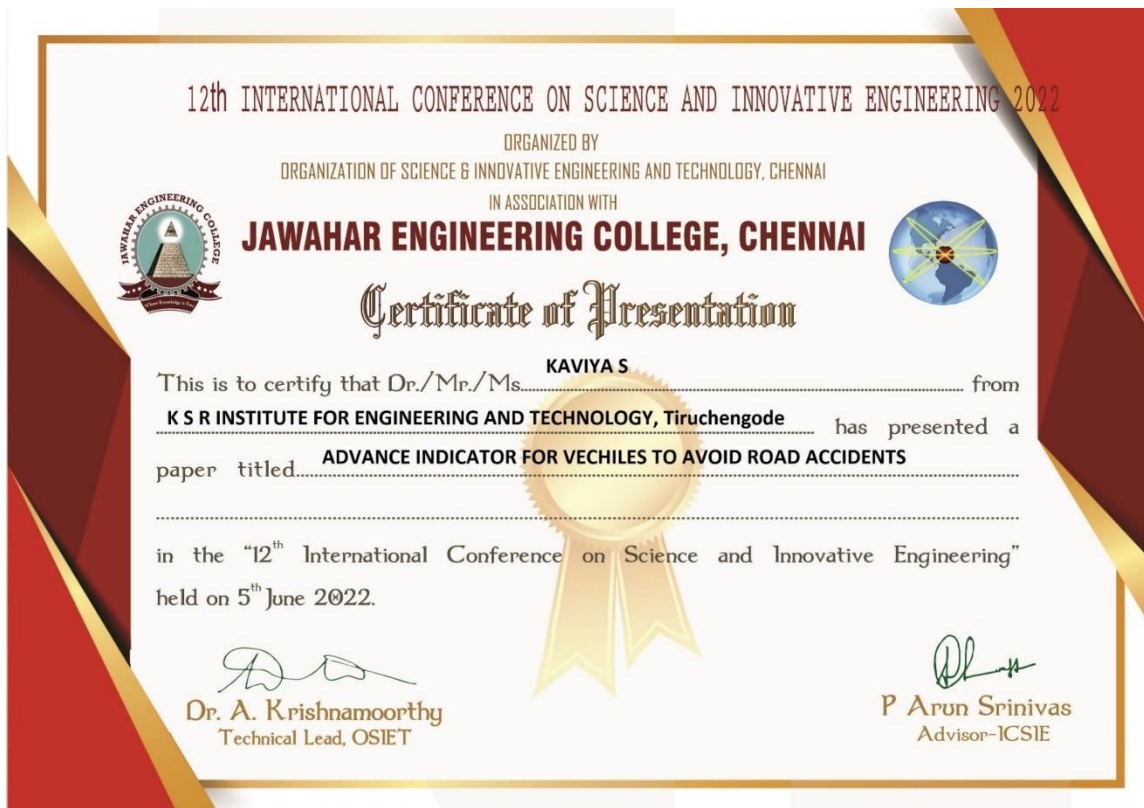 12th INTERNATIONAL CONFERENCE ON SCIENCE AND INNOVATIVE ENGINEERING 2022
ORGANIZED BY
ORGANIZATION OF SCIENCE & INNOVATIVE ENGINEERING AND TECHNOLOGY, CHENNAI
IN ASSOCIATION WITH
JAWAHAR ENGINEERING COLLEGE
JAWAHAR ENGINEERING COLLEGE, CHENNAI
Certificate of Presentation
This is to certify that Dr./Mr./Ms. KAVIYA S from
K S R INSTITUTE FOR ENGINEERING AND TECHNOLOGY, Tiruchengode has presented a
paper titled ADVANCE INDICATOR FOR VECHILES TO AVOID ROAD ACCIDENTS
in the “12th International Conference on Science and Innovative Engineering”
held on 5th June 2022.
Dr. A. Krishnamoorthy
Technical Lead, OSIET
P Arun Srinivas
Advisor-ICSIE